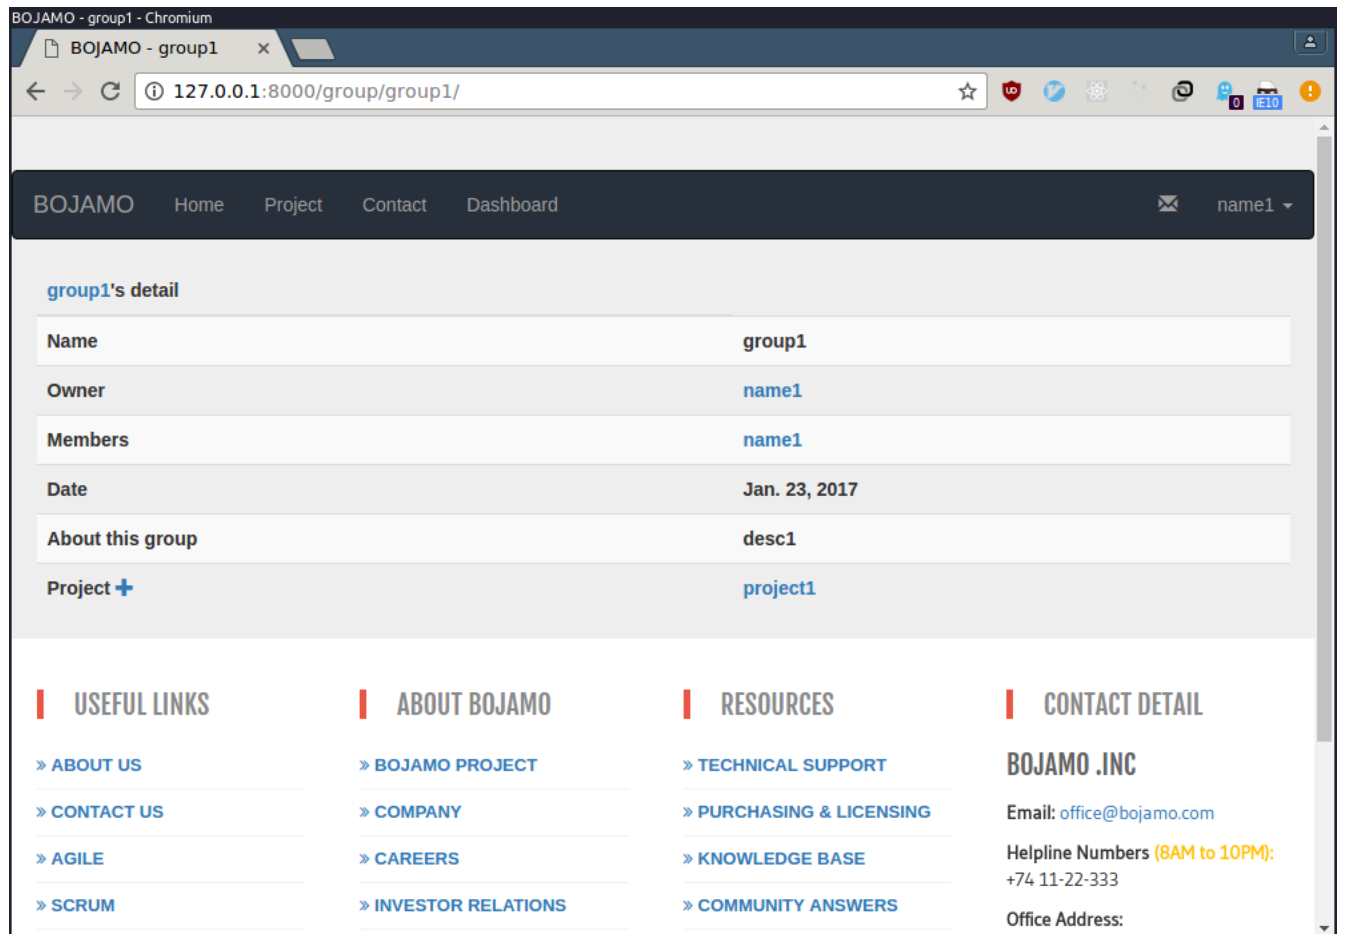 BOJAMO - group1 - Chromium
BOJAMO - group1
127.0.0.1:8000/group/group1/
0
IE10
BOJAMO Home Project Contact Dashboard name1
group1's detail
Name group1
Owner name1
Members name1
Date Jan. 23, 2017
About this group desc1
Project project1
USEFUL LINKS
» ABOUT US
» CONTACT US
» AGILE
» SCRUM
ABOUT BOJAMO
» BOJAMO PROJECT
» COMPANY
» CAREERS
» INVESTOR RELATIONS
RESOURCES
» TECHNICAL SUPPORT
» PURCHASING & LICENSING
» KNOWLEDGE BASE
» COMMUNITY ANSWERS
CONTACT DETAIL
BOJAMO .INC
Email: office@bojamo.com
Helpline Numbers (8AM to 10PM):
+74 11-22-333
Office Address: